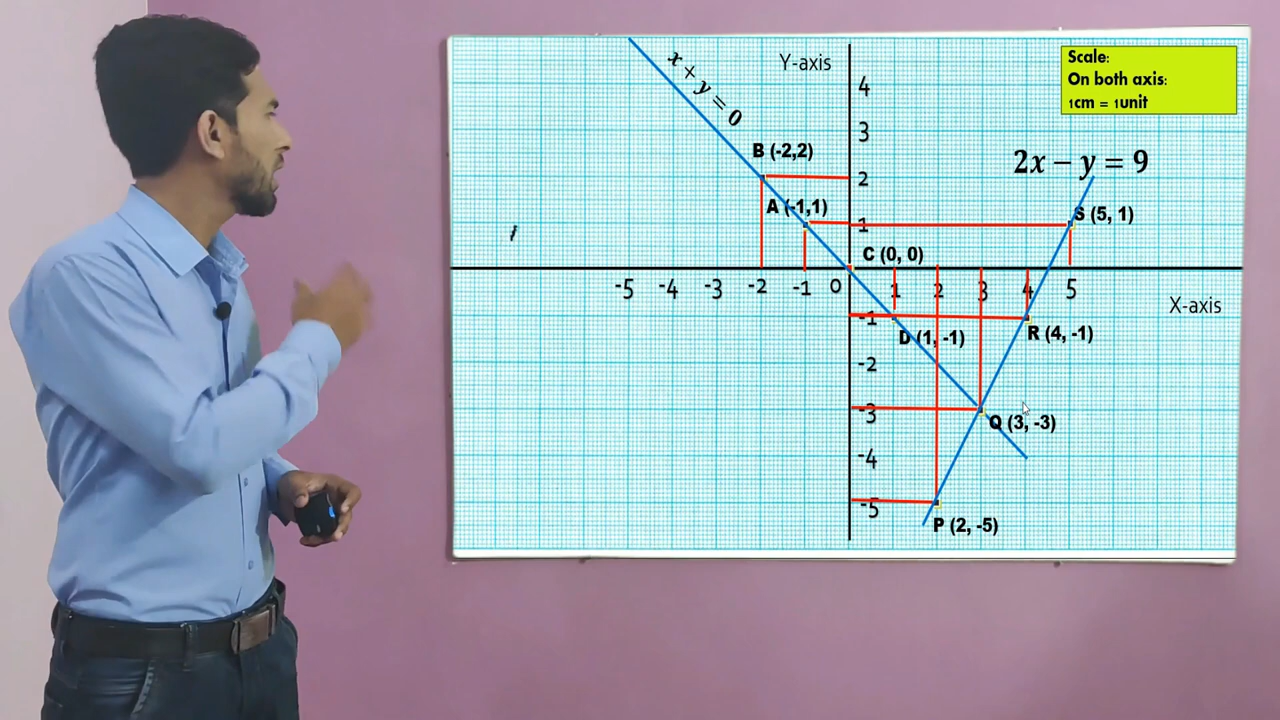 x + y = 0
Y-axis
Scale:
On both axis:
1cm = 1unit
4
3
2x − y = 9
B (-2,2)
2
A (-1,1)
1
S (5, 1)
C (0, 0)
-5 -4 -3 -2 -1 0 1 2 3 4 5
X-axis
-1
D (1, -1)
R (4, -1)
-2
-3
Q (3, -3)
-4
-5
P (2, -5)